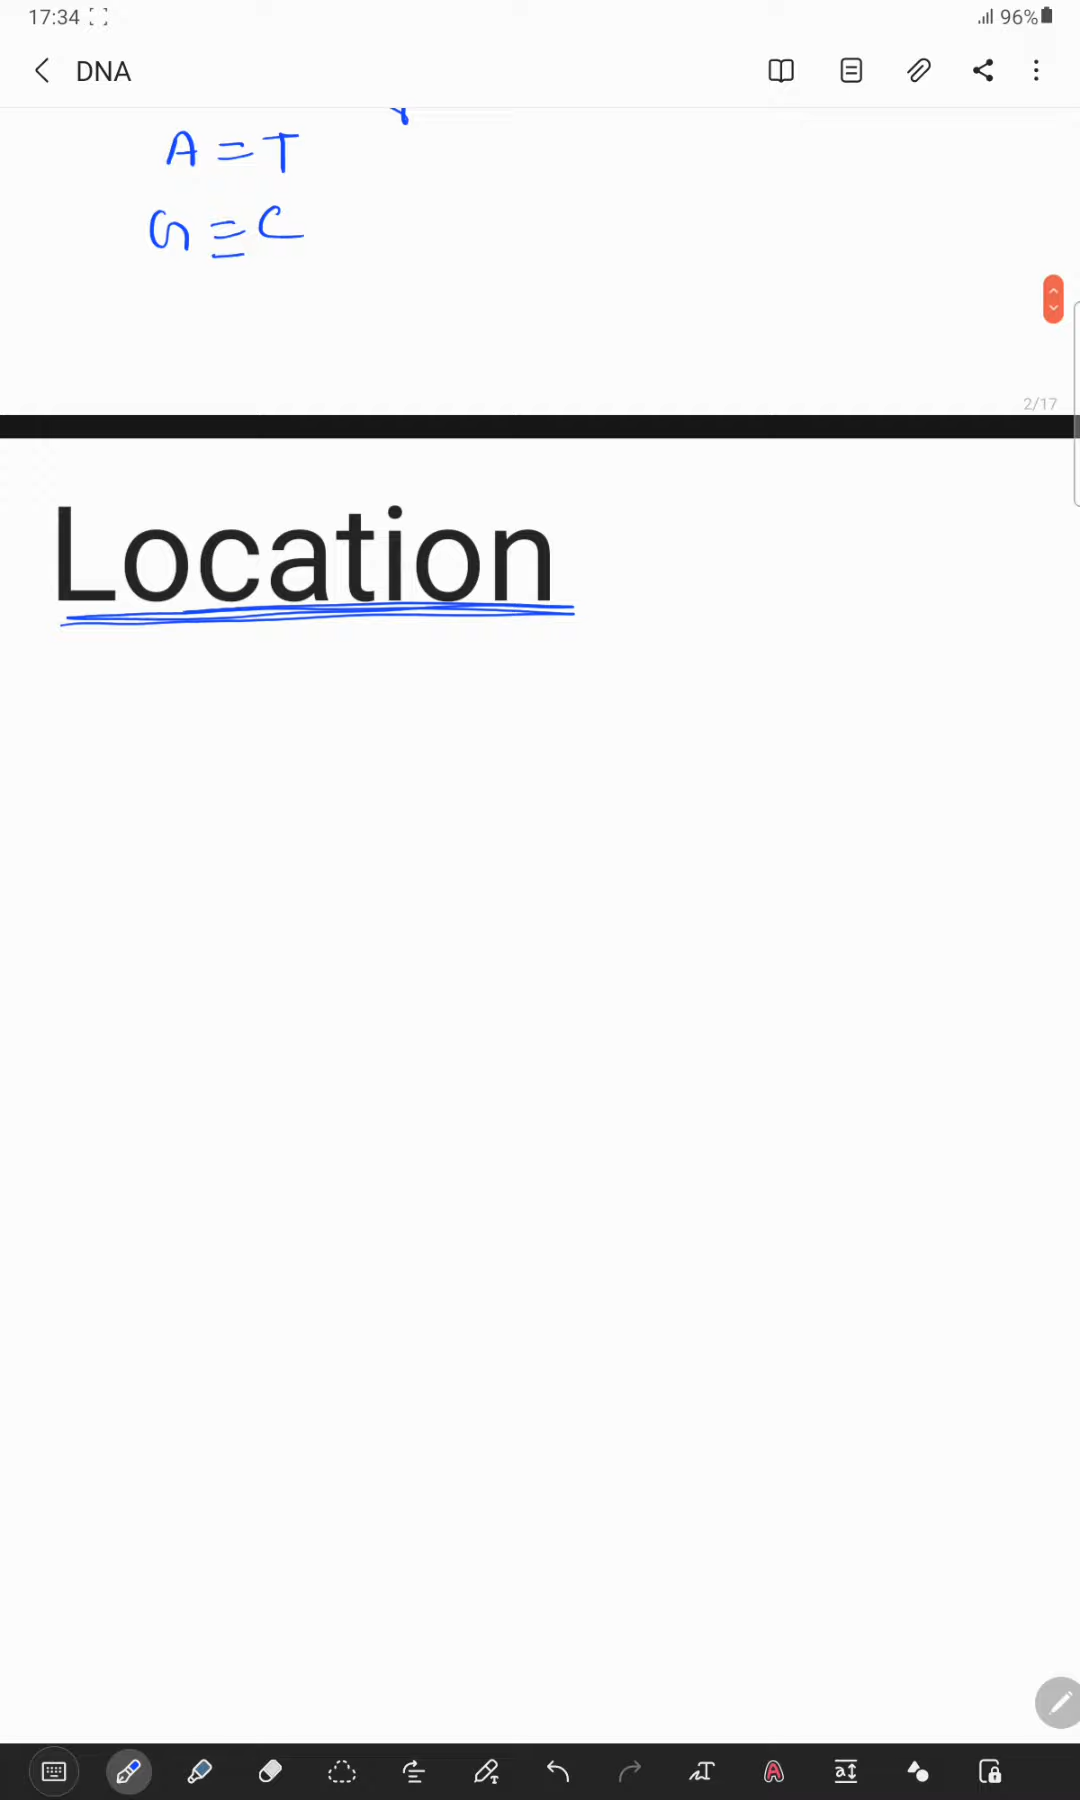 17:34 96%
DNA
A = T
G ≡ C
2/17
Location